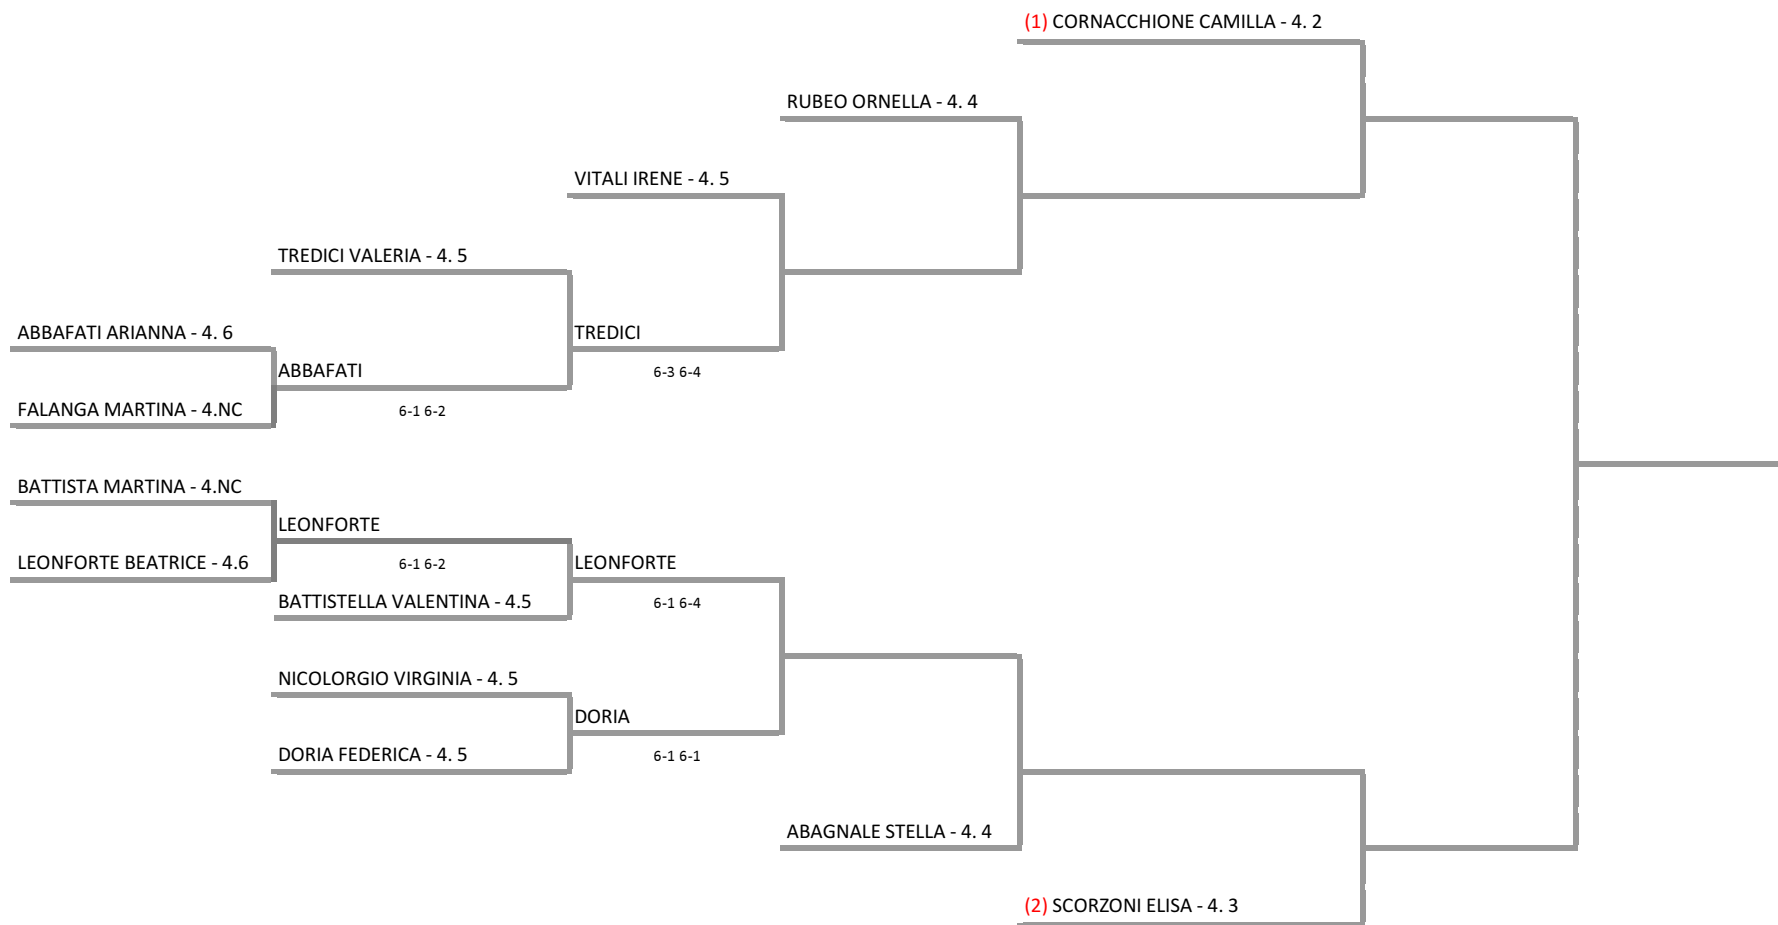 (1) CORNACCHIONE CAMILLA - 4. 2
RUBEO ORNELLA - 4. 4
VITALI IRENE - 4. 5
TREDICI VALERIA - 4. 5
ABBAFATI ARIANNA - 4. 6
TREDICI
ABBAFATI
6-3 6-4
FALANGA MARTINA - 4.NC
6-1 6-2
BATTISTA MARTINA - 4.NC
LEONFORTE
LEONFORTE BEATRICE - 4.6
6-1 6-2
LEONFORTE
BATTISTELLA VALENTINA - 4.5
6-1 6-4
NICOLORGIO VIRGINIA - 4. 5
DORIA
DORIA FEDERICA - 4. 5
6-1 6-1
ABAGNALE STELLA - 4. 4
(2) SCORZONI ELISA - 4. 3